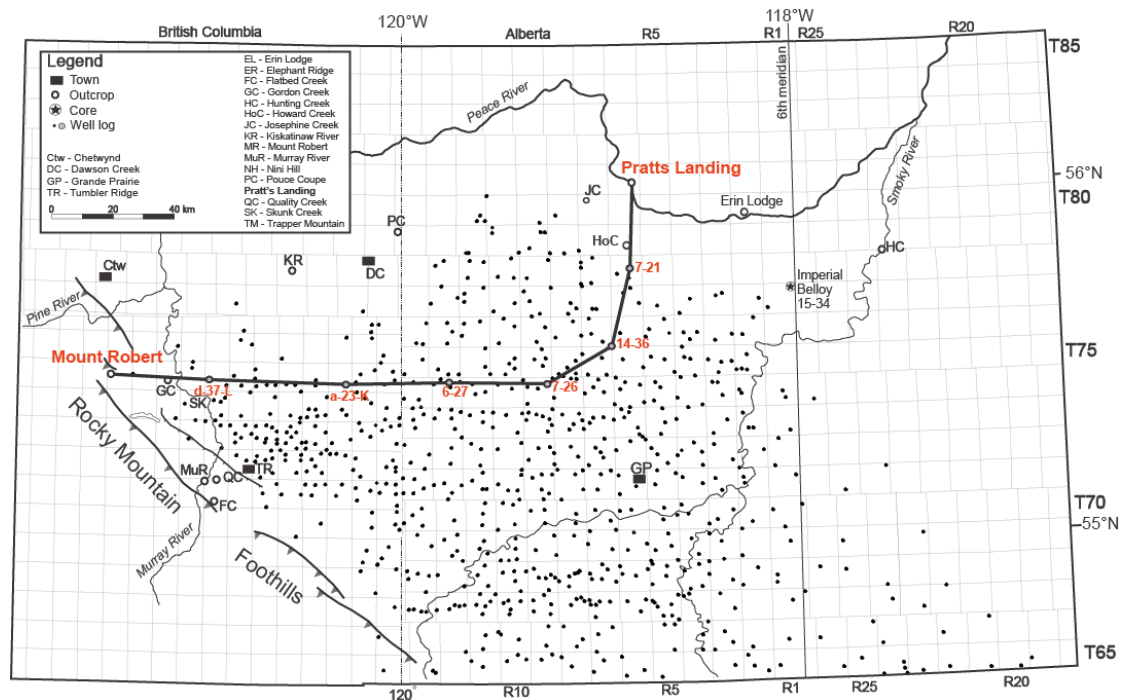 120°W
118°W
British Columbia
Alberta
R5
R1
R25
R20
T85
Legend
Town
Outcrop
Core
Well log
Ctw - Chetwynd
DC - Dawson Creek
GP - Grande Prairie
TR - Tumbler Ridge
0 20 40 km
EL - Erin Lodge
ER - Elephant Ridge
FC - Flatbed Creek
GC - Gordon Creek
HC - Hunting Creek
HoC - Howard Creek
JC - Josephine Creek
KR - Kiskatinaw River
MR - Mount Robert
MuR - Murray River
NH - Nini Hill
PC - Pouce Coupe
Pratt's Landing
QC - Quality Creek
SK - Skunk Creek
TM - Trapper Mountain
6th meridian
Peace River
Smoky River
Pratts Landing
56°N
T80
JC
Erin Lodge
PC
HoC
HC
KR
DC
7-21
Ctw
Imperial
Belloy
15-34
Pine River
14-36
T75
Mount Robert
GC
d-37-L
a-23-K
6-27
7-26
SK
Rocky Mountain
TR
GP
MuR
QC
FC
T70
55°N
Murray River
Foothills
T65
120°
R10
R5
R1
R25
R20